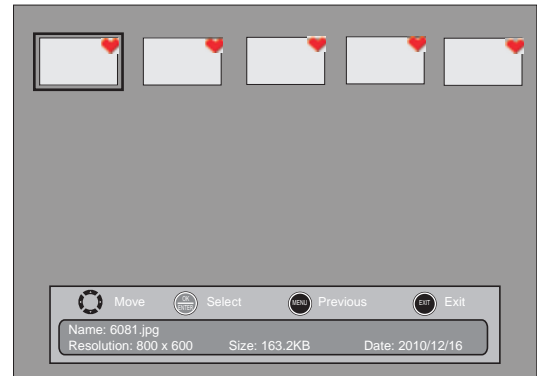 Move OK ENTER Select MENU Previous EXIT Exit
Name: 6081.jpg
Resolution: 800 x 600 Size: 163.2KB Date: 2010/12/16